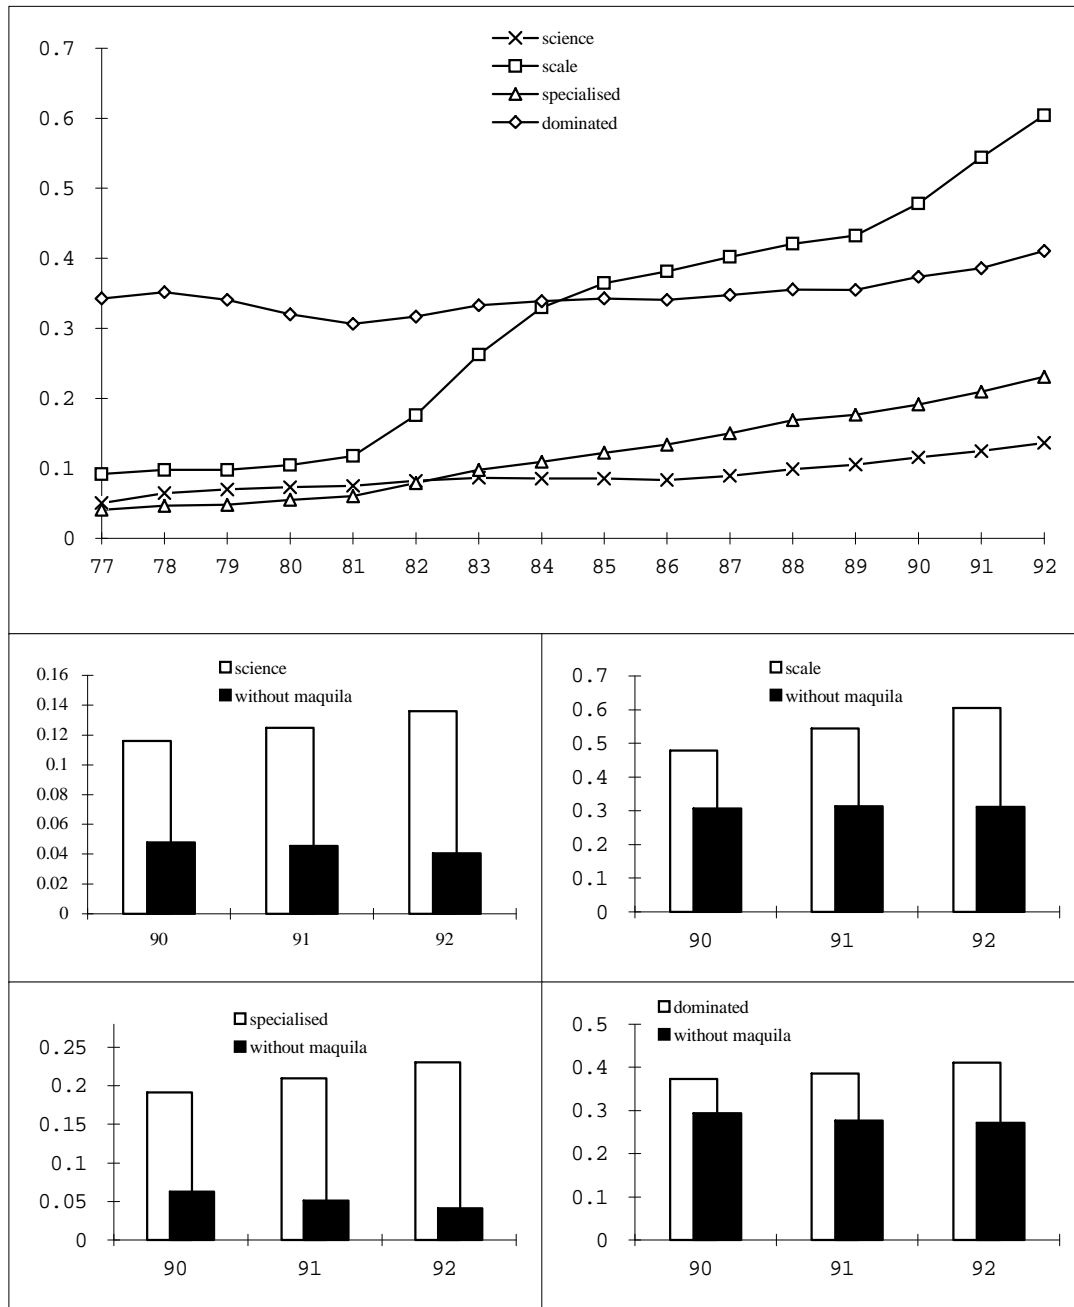 science
scale
specialised
dominated
0.7
0.6
0.5
0.4
0.3
0.2
0.1
0
77 78 79 80 81 82 83 84 85 86 87 88 89 90 91 92
science
without maquila
0.16
0.14
0.12
0.1
0.08
0.06
0.04
0.02
0
90 91 92
scale
without maquila
0.7
0.6
0.5
0.4
0.3
0.2
0.1
0
90 91 92
specialised
without maquila
0.25
0.2
0.15
0.1
0.05
0
90 91 92
dominated
without maquila
0.5
0.4
0.3
0.2
0.1
0
90 91 92